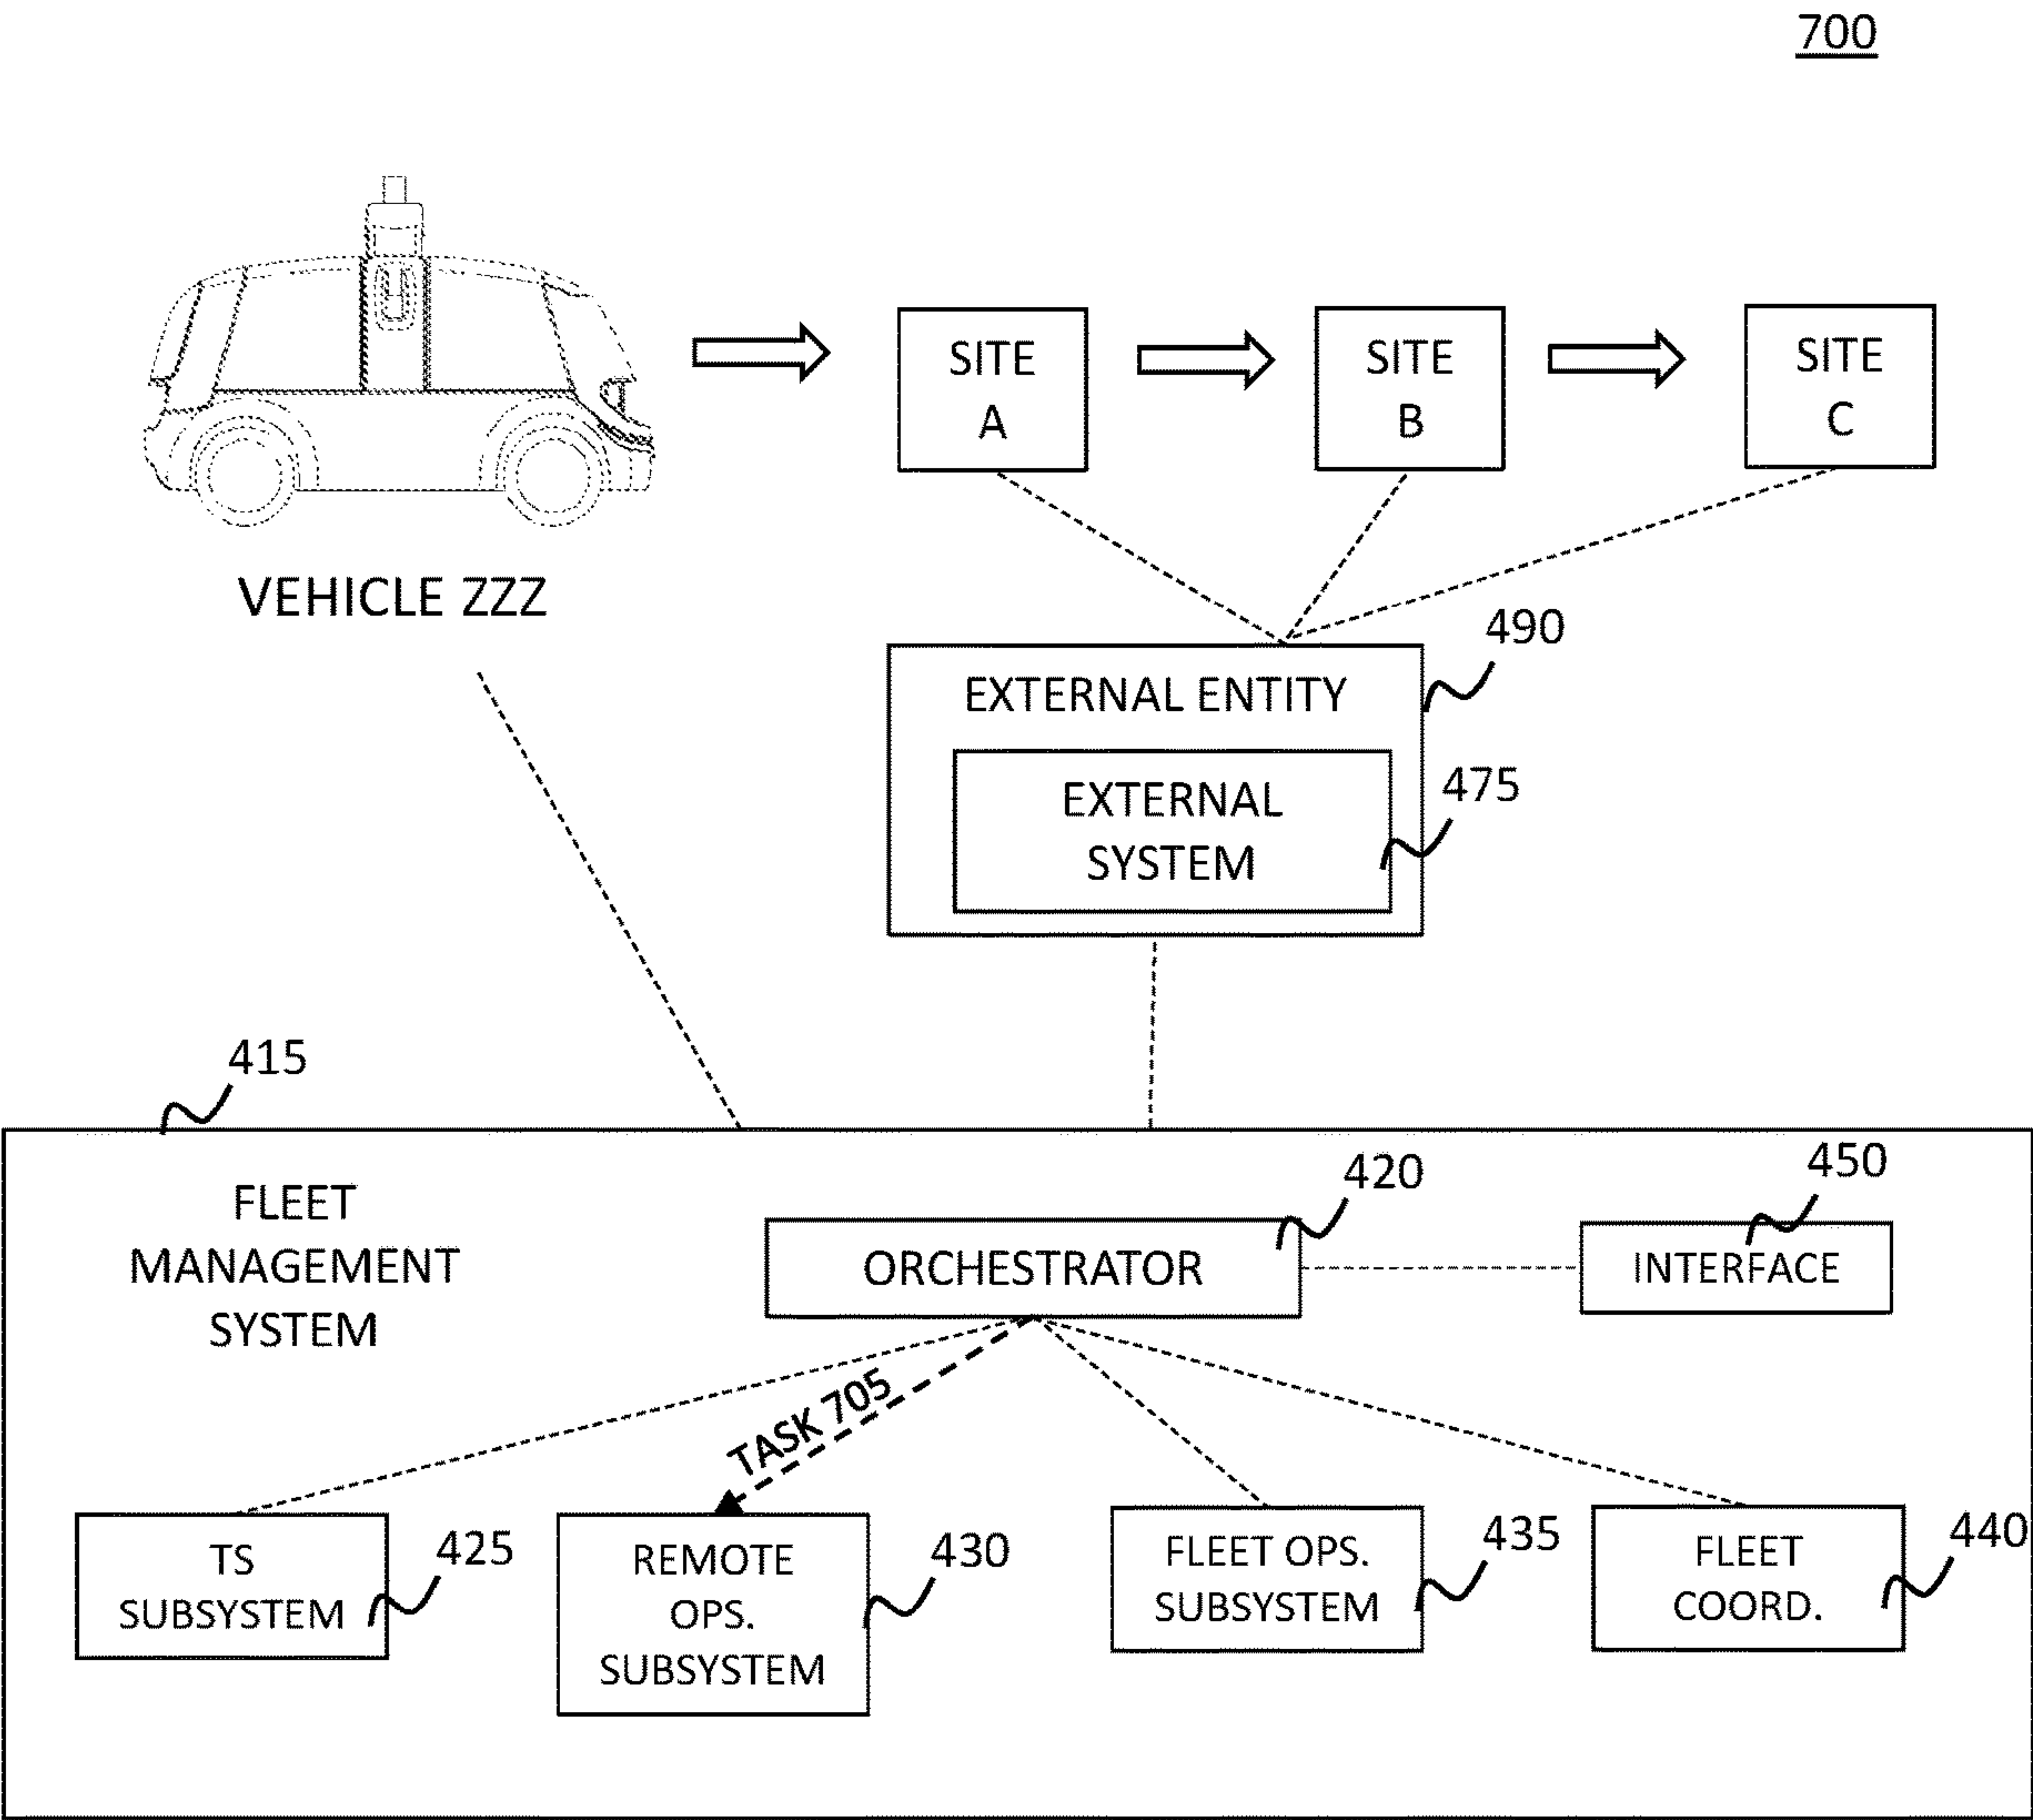 700
SITE
A
SITE
B
SITE
C
VEHICLE ZZZ
490
EXTERNAL ENTITY
475
EXTERNAL
SYSTEM
415
FLEET
MANAGEMENT
SYSTEM
420
ORCHESTRATOR
450
INTERFACE
TASK 705
TS
SUBSYSTEM
425
REMOTE
OPS.
SUBSYSTEM
430
FLEET OPS.
SUBSYSTEM
435
FLEET
COORD.
440